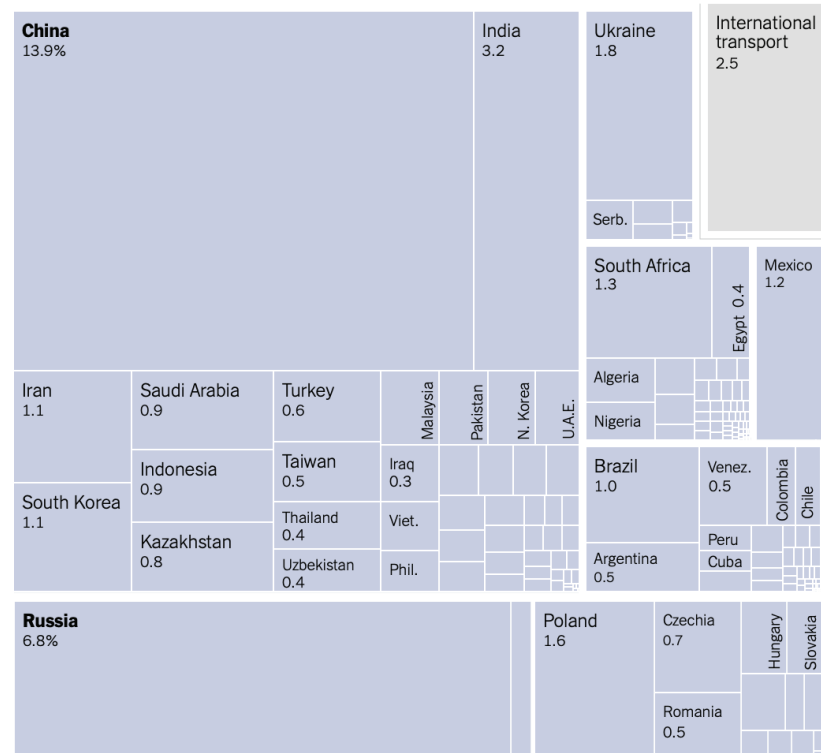 China
13.9%
India
3.2
Ukraine
1.8
International
transport
2.5
Serb.
South Africa
1.3
Egypt 0.4
Mexico
1.2
Algeria
Nigeria
Iran
1.1
Saudi Arabia
0.9
Turkey
0.6
Malaysia
Pakistan
N. Korea
U.A.E.
Indonesia
0.9
Taiwan
0.5
Iraq
0.3
South Korea
1.1
Thailand
0.4
Viet.
Kazakhstan
0.8
Uzbekistan
0.4
Phil.
Brazil
1.0
Venez.
0.5
Colombia
Chile
Peru
Cuba
Argentina
0.5
Russia
6.8%
Poland
1.6
Czechia
0.7
Hungary
Slovakia
Romania
0.5